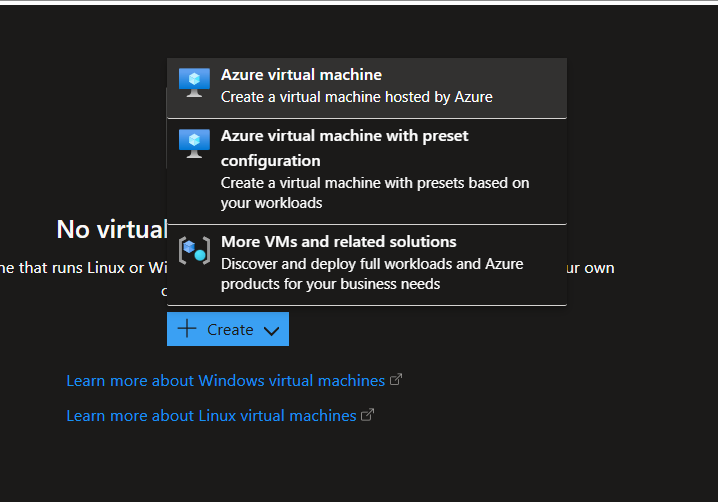 Azure virtual machine
Create a virtual machine hosted by Azure
Azure virtual machine with preset
configuration
Create a virtual machine with presets based on
your workloads
No virtual
More VMs and related solutions
Discover and deploy full workloads and Azure
products for your business needs
that runs Linux or
own
Create
Learn more about Windows virtual machines
Learn more about Linux virtual machines